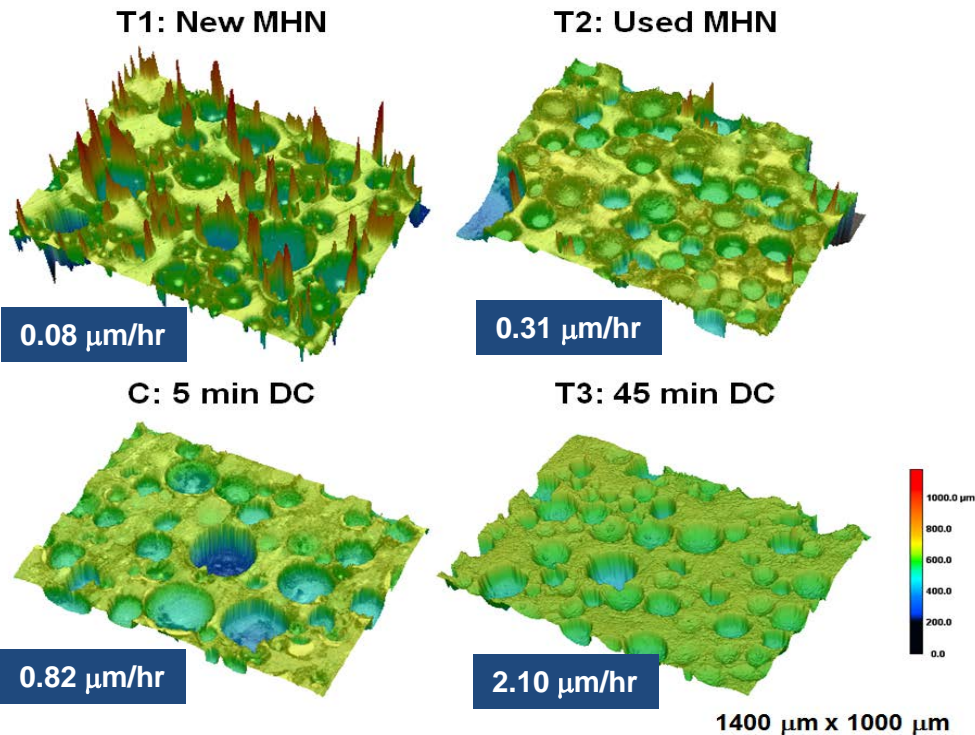 T1: New MHN
T2: Used MHN
0.08 μm/hr
0.31 μm/hr
C: 5 min DC
T3: 45 min DC
0.82 μm/hr
2.10 μm/hr
1000.0 μm
800.0
600.0
400.0
200.0
0.0
1400 μm x 1000 μm